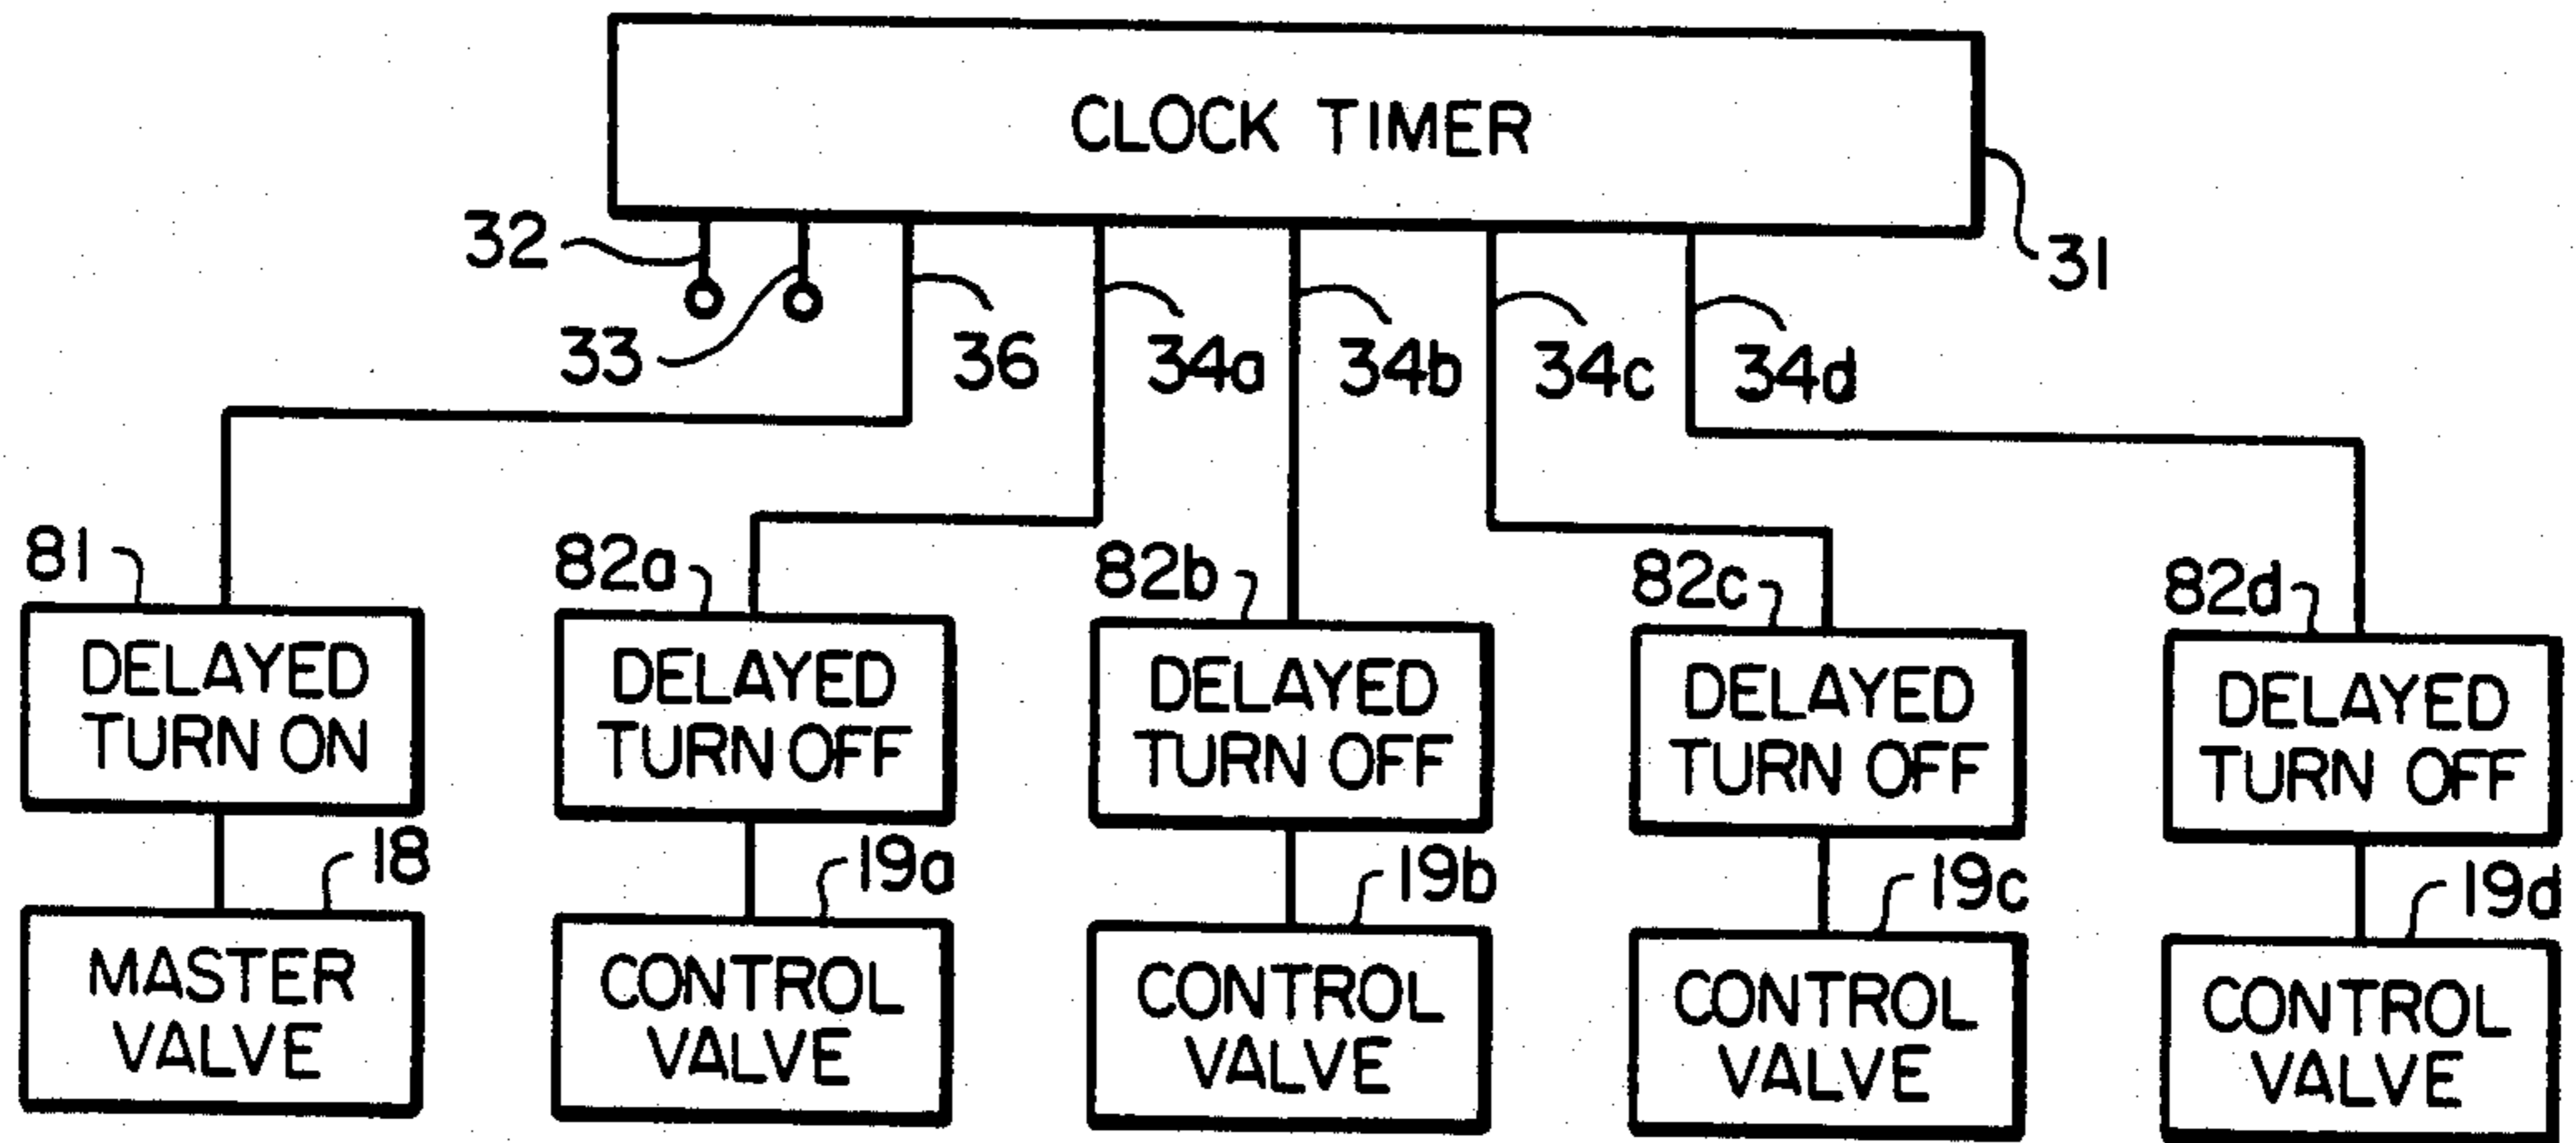 CLOCK TIMER
32
31
33
36
34a
34b
34c
34d
81
82a
82b
82c
82d
DELAYED
TURN ON
DELAYED
TURN OFF
DELAYED
TURN OFF
DELAYED
TURN OFF
DELAYED
TURN OFF
18
19a
19b
19c
19d
MASTER
VALVE
CONTROL
VALVE
CONTROL
VALVE
CONTROL
VALVE
CONTROL
VALVE